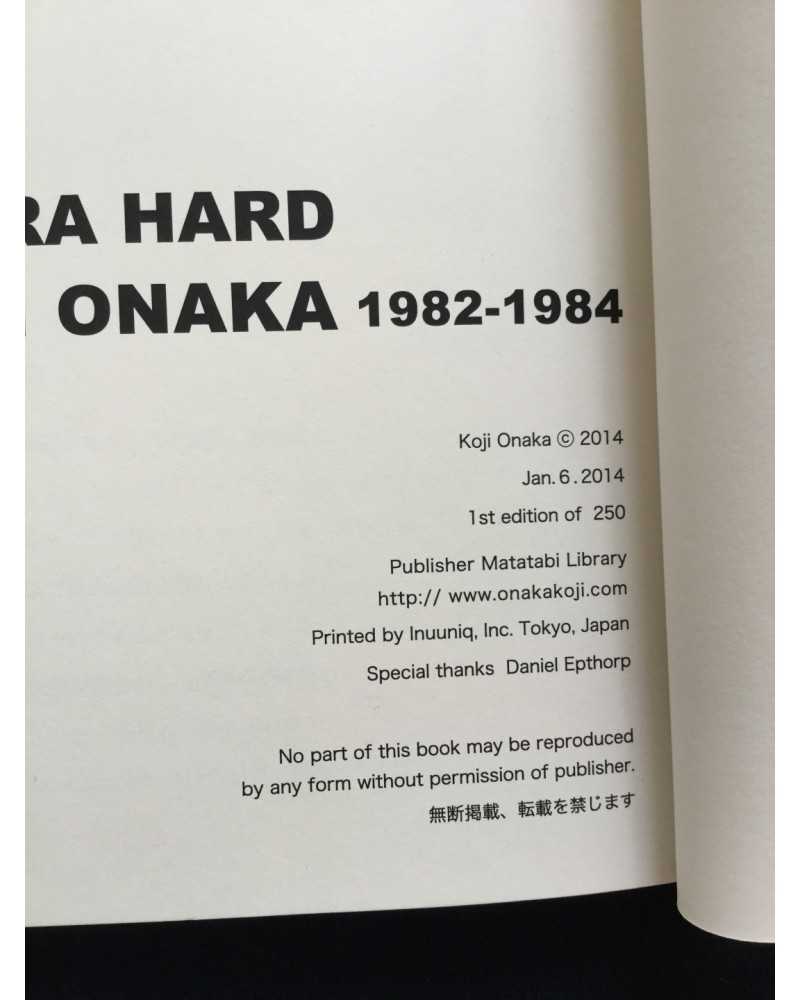 RA HARD
ONAKA 1982-1984
Koji Onaka © 2014
Jan. 6 . 2014
1st edition of 250
Publisher Matatabi Library
http:// www.onakakoji.com
Printed by Inuuniq, Inc. Tokyo, Japan
Special thanks Daniel Epthorp
No part of this book may be reproduced
by any form without permission of publisher.
無断掲載、転載を禁じます